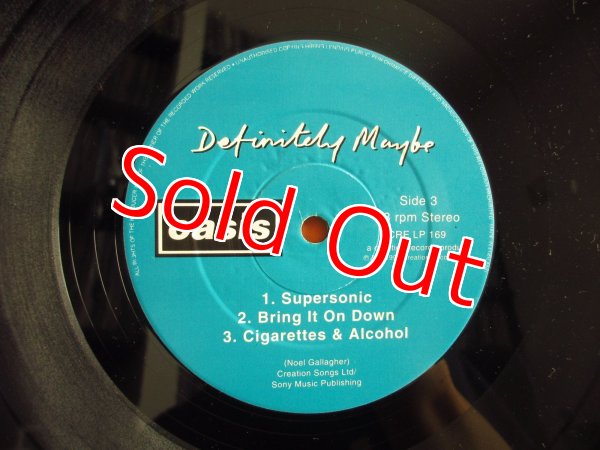 Definitely Maybe
Side 3
rpm Stereo
CRE LP 169
oasis
Sold Out
1. Supersonic
2. Bring It On Down
3. Cigarettes & Alcohol
(Noel Gallagher)
Creation Songs Ltd/
Sony Music Publishing